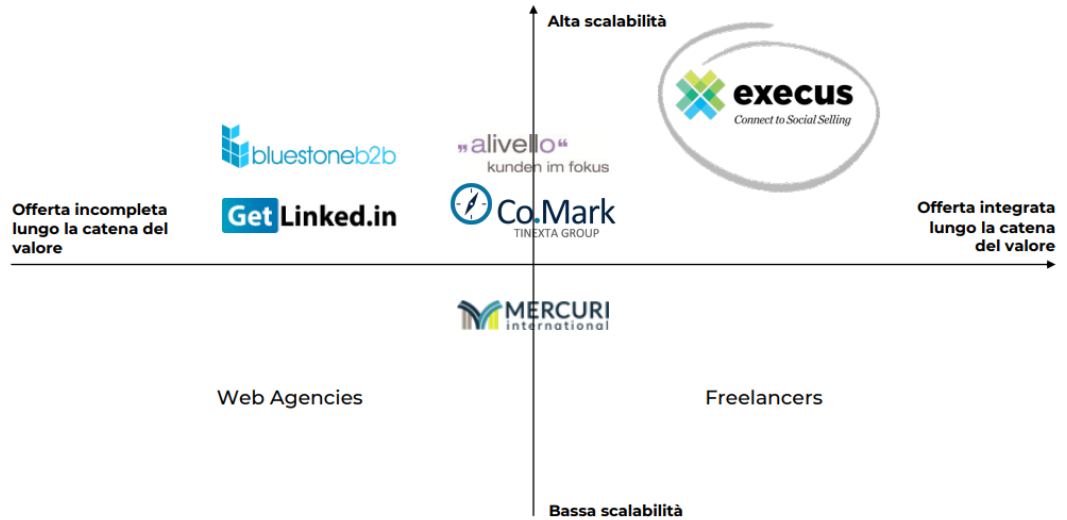 Alta scalabilità
execus
Connect to Social Selling
bluestoneb2b
„alivello“
kunden im fokus
GetLinked.in
Co.Mark
TINEXTA GROUP
Offerta incompleta
lungo la catena del
valore
Offerta integrata
lungo la catena
del valore
MERCURI
international
Web Agencies
Freelancers
Bassa scalabilità